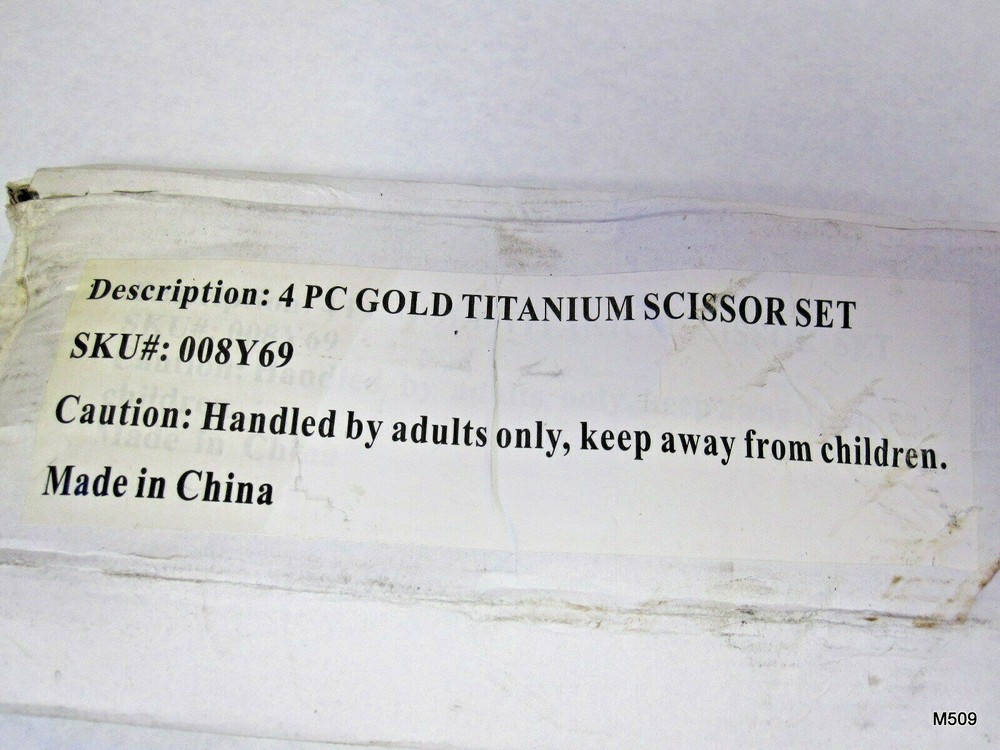 Description: 4 PC GOLD TITANIUM SCISSOR SET
SKU#: 008Y69
Caution: Handled by adults only, keep away from children.
Made in China
M509